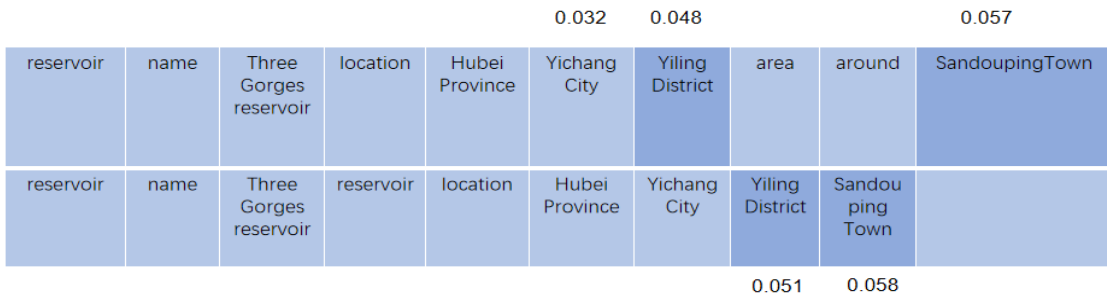 0.032 0.048 0.057
reservoir name Three location Hubei Yichang Yiling area around SandoupingTown
Gorges Province City District
reservoir
reservoir name Three reservoir location Hubei Yichang Yiling Sandou
Gorges Province City District ping
reservoir Town
0.051 0.058